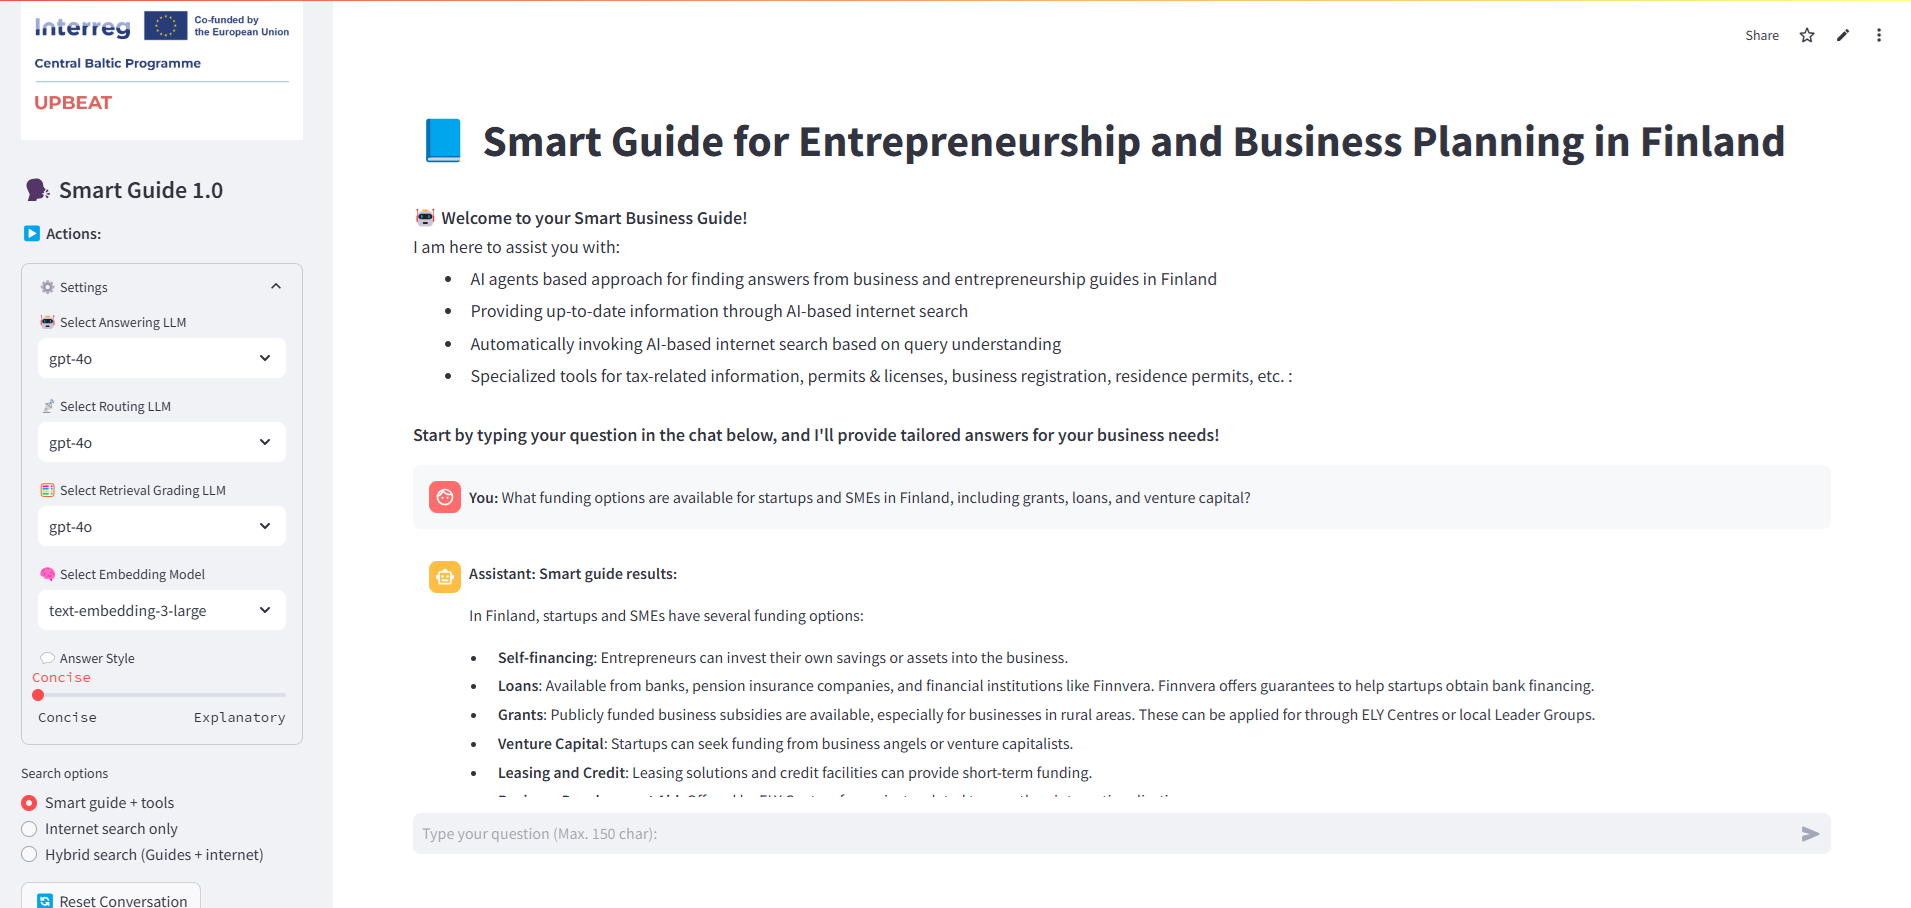 Interreg
Co-funded by
the European Union
Central Baltic Programme
UPBEAT
Smart Guide 1.0
Actions:
Settings
Select Answering LLM
gpt-4o
Select Routing LLM
gpt-4o
Select Retrieval Grading LLM
gpt-4o
Select Embedding Model
text-embedding-3-large
Answer Style
Concise
Concise Explanatory
Search options
Smart guide + tools
Internet search only
Hybrid search (Guides + internet)
Reset Conversation
Share
Smart Guide for Entrepreneurship and Business Planning in Finland
Welcome to your Smart Business Guide!
I am here to assist you with:
• AI agents based approach for finding answers from business and entrepreneurship guides in Finland
• Providing up-to-date information through AI-based internet search
• Automatically invoking AI-based internet search based on query understanding
• Specialized tools for tax-related information, permits & licenses, business registration, residence permits, etc. :
Start by typing your question in the chat below, and I'll provide tailored answers for your business needs!
You: What funding options are available for startups and SMEs in Finland, including grants, loans, and venture capital?
Assistant: Smart guide results:
In Finland, startups and SMEs have several funding options:
• Self-financing: Entrepreneurs can invest their own savings or assets into the business.
• Loans: Available from banks, pension insurance companies, and financial institutions like Finnvera. Finnvera offers guarantees to help startups obtain bank financing.
• Grants: Publicly funded business subsidies are available, especially for businesses in rural areas. These can be applied for through ELY Centres or local Leader Groups.
• Venture Capital: Startups can seek funding from business angels or venture capitalists.
• Leasing and Credit: Leasing solutions and credit facilities can provide short-term funding.
Type your question (Max. 150 char):